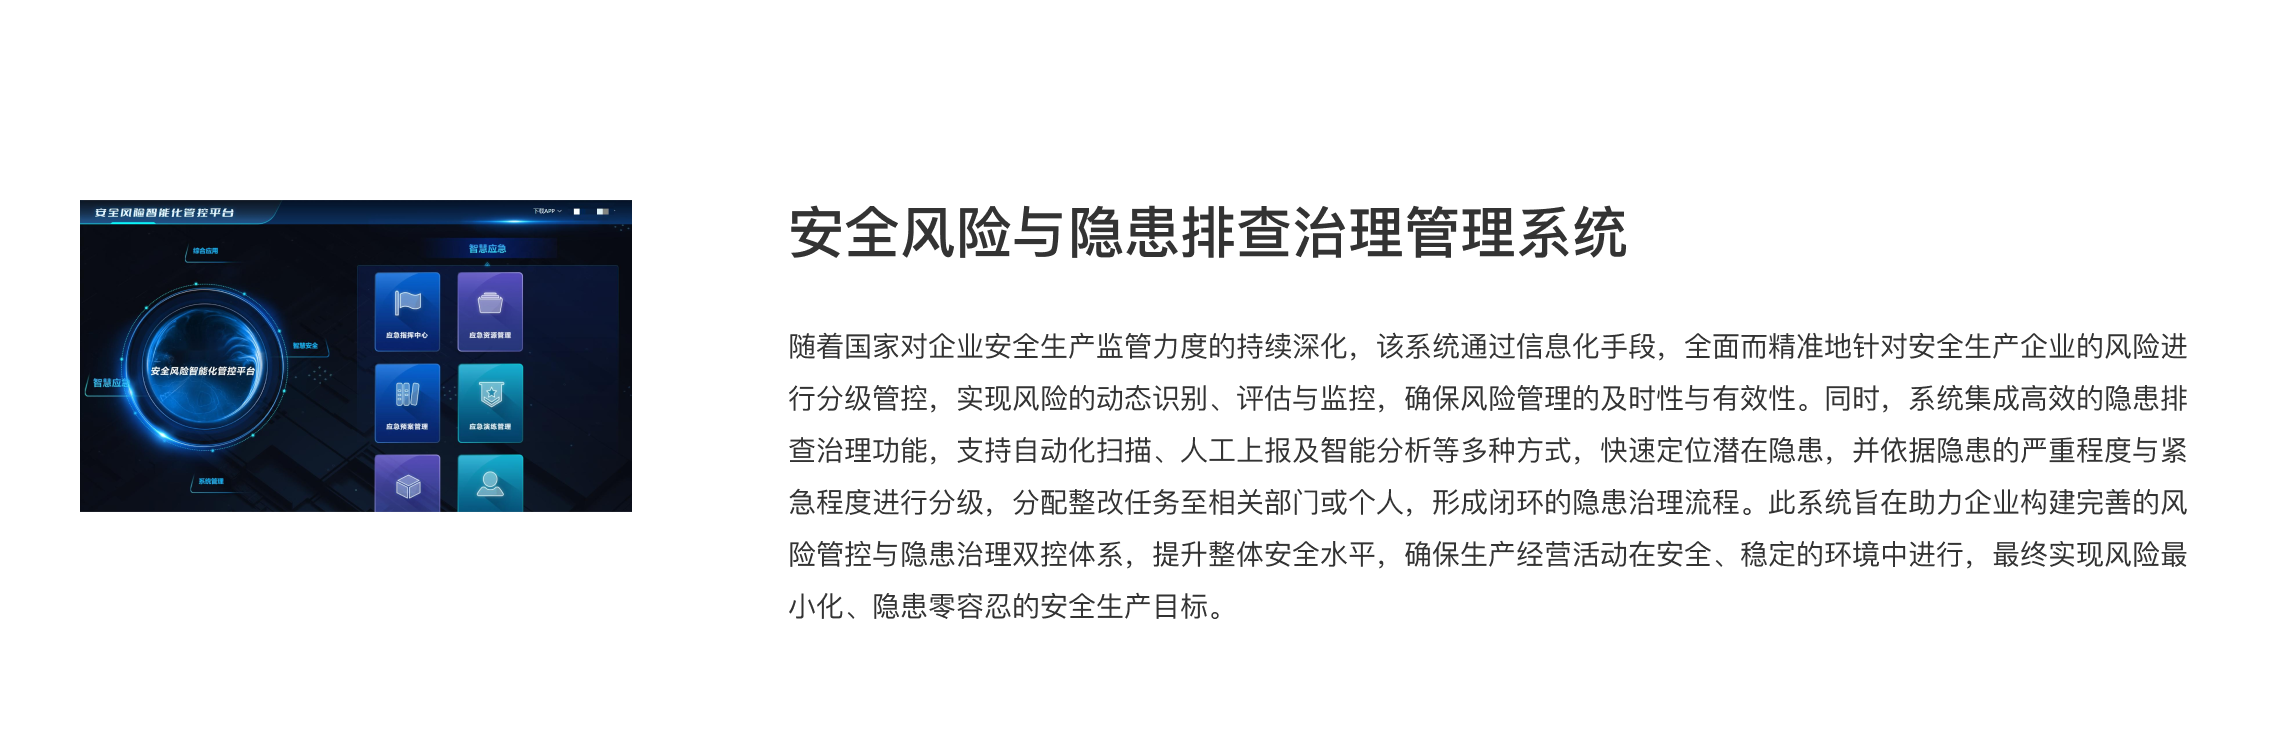 安全风险智能化管控平台
下载APP
综合应用
智慧应急
应急指挥中心
应急资源管理
智慧安全
安全风险智能化管控平台
智慧应急
应急预案管理
应急演练管理
系统管理
安全风险与隐患排查治理管理系统
随着国家对企业安全生产监管力度的持续深化，该系统通过信息化手段，全面而精准地针对安全生产企业的风险进
行分级管控，实现风险的动态识别、评估与监控，确保风险管理的及时性与有效性。同时，系统集成高效的隐患排
查治理功能，支持自动化扫描、人工上报及智能分析等多种方式，快速定位潜在隐患，并依据隐患的严重程度与紧
急程度进行分级，分配整改任务至相关部门或个人，形成闭环的隐患治理流程。此系统旨在助力企业构建完善的风
险管控与隐患治理双控体系，提升整体安全水平，确保生产经营活动在安全、稳定的环境中进行，最终实现风险最
小化、隐患零容忍的安全生产目标。